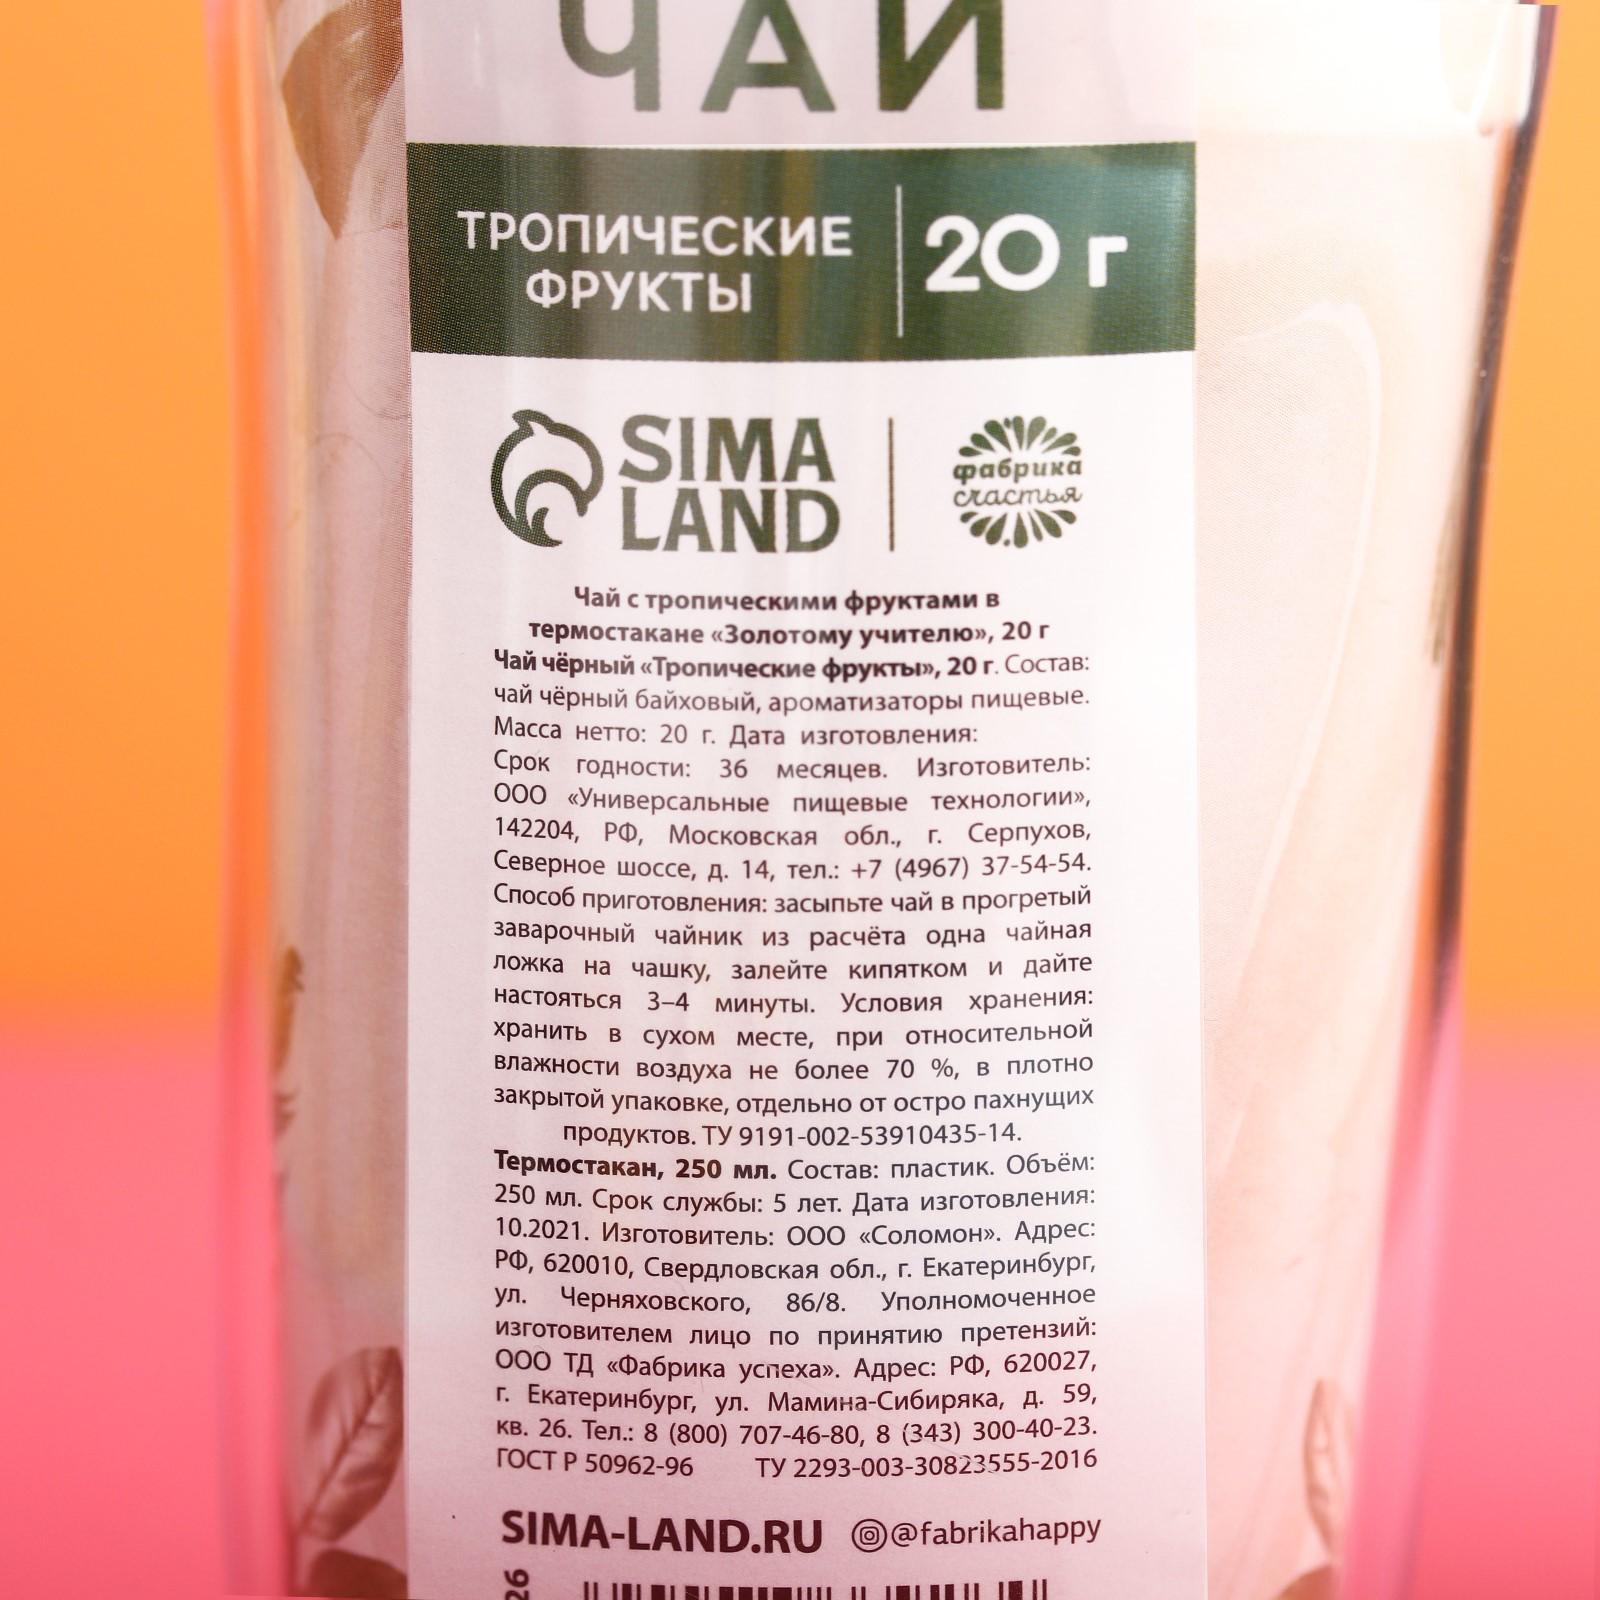 ЧАЙ
ТРОПИЧЕСКИЕ
ФРУКТЫ
20 г
SIMA
LAND
фабрика
счастья
Чай с тропическими фруктами в
термостакане «Золотому учителю», 20 г
Чай чёрный «Тропические фрукты», 20 г. Состав:
чай чёрный байховый, ароматизаторы пищевые.
Масса нетто: 20 г. Дата изготовления:
Срок годности: 36 месяцев. Изготовитель:
ООО «Универсальные пищевые технологии»,
142204, РФ, Московская обл., г. Серпухов,
Северное шоссе, д. 14, тел.: +7 (4967) 37-54-54.
Способ приготовления: засыпьте чай в прогретый
заварочный чайник из расчёта одна чайная
ложка на чашку, залейте кипятком и дайте
настояться 3–4 минуты. Условия хранения:
хранить в сухом месте, при относительной
влажности воздуха не более 70 %, в плотно
закрытой упаковке, отдельно от остро пахнущих
продуктов. ТУ 9191-002-53910435-14.
Термостакан, 250 мл. Состав: пластик. Объём:
250 мл. Срок службы: 5 лет. Дата изготовления:
10.2021. Изготовитель: ООО «Соломон». Адрес:
РФ, 620010, Свердловская обл., г. Екатеринбург,
ул. Черняховского, 86/8. Уполномоченное
изготовителем лицо по принятию претензий:
ООО ТД «Фабрика успеха». Адрес: РФ, 620027,
г. Екатеринбург, ул. Мамина-Сибиряка, д. 59,
кв. 26. Тел.: 8 (800) 707-46-80, 8 (343) 300-40-23.
ГОСТ Р 50962-96 ТУ 2293-003-30823555-2016
SIMA-LAND.RU @fabrikahappy
26